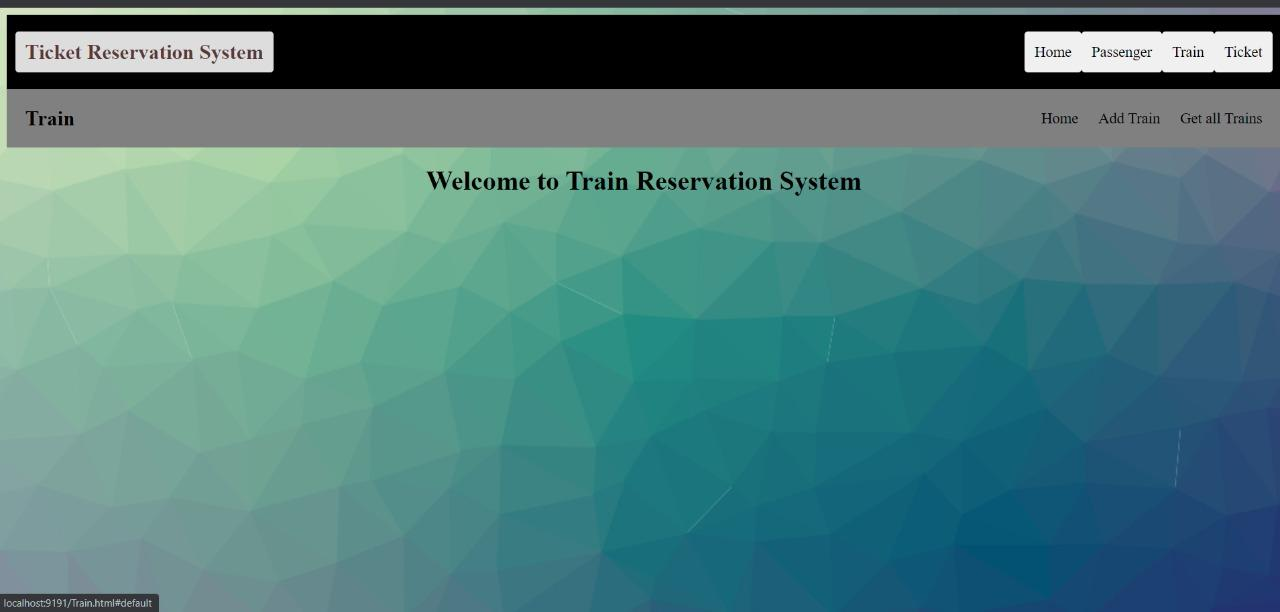 Ticket Reservation System Home Passenger Train Ticket
Train Home Add Train Get all Trains
Welcome to Train Reservation System
localhost:9191/Train.html#default